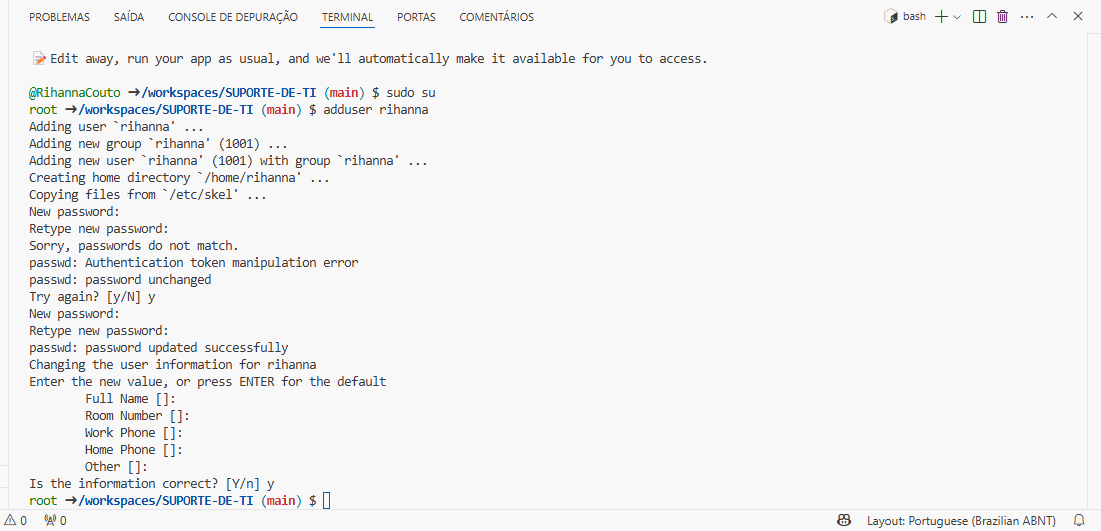 PROBLEMAS SAÍDA CONSOLE DE DEPURAÇÃO TERMINAL PORTAS COMENTÁRIOS bash
Edit away, run your app as usual, and we'll automatically make it available for you to access.
@RihannaCouto ➜/workspaces/SUPORTE-DE-TI (main) $ sudo su
root ➜/workspaces/SUPORTE-DE-TI (main) $ adduser rihanna
Adding user `rihanna' ...
Adding new group `rihanna' (1001) ...
Adding new user `rihanna' (1001) with group `rihanna' ...
Creating home directory `/home/rihanna' ...
Copying files from `/etc/skel' ...
New password:
Retype new password:
Sorry, passwords do not match.
passwd: Authentication token manipulation error
passwd: password unchanged
Try again? [y/N] y
New password:
Retype new password:
passwd: password updated successfully
Changing the user information for rihanna
Enter the new value, or press ENTER for the default
Full Name []:
Room Number []:
Work Phone []:
Home Phone []:
Other []:
Is the information correct? [Y/n] y
root ➜/workspaces/SUPORTE-DE-TI (main) $
0 0 Layout: Portuguese (Brazilian ABNT)